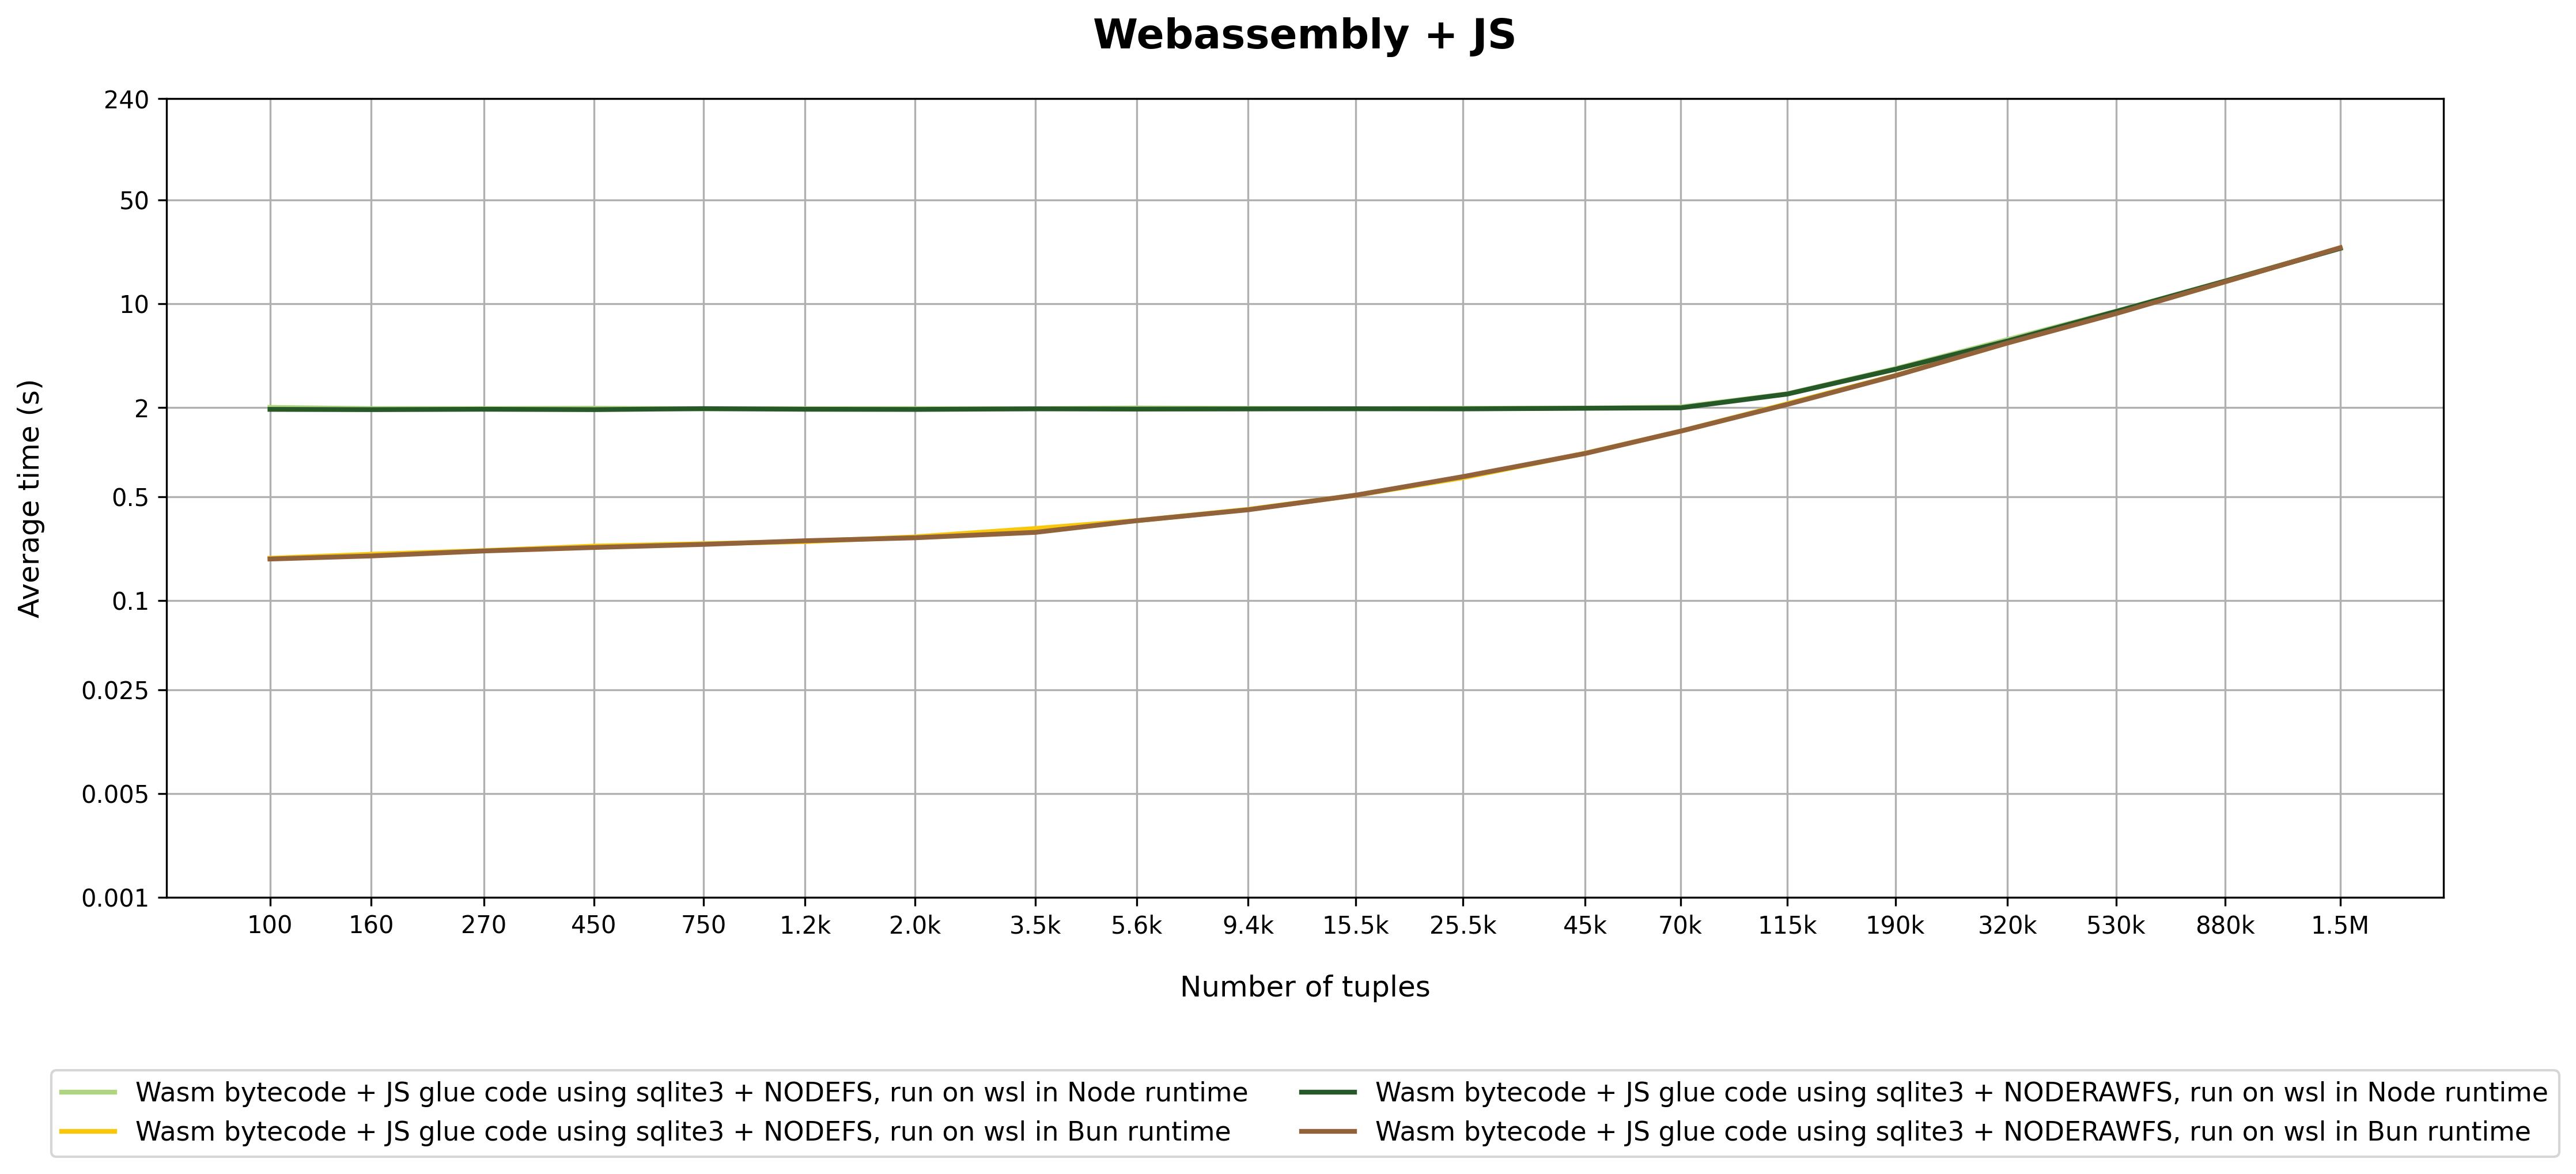 Webassembly + JS
240
50
10
2
0.5
0.1
0.025
0.005
0.001
Average time (s)
100 160 270 450 750 1.2k 2.0k 3.5k 5.6k 9.4k 15.5k 25.5k 45k 70k 115k 190k 320k 530k 880k 1.5M
Number of tuples
Wasm bytecode + JS glue code using sqlite3 + NODEFS, run on wsl in Node runtime
Wasm bytecode + JS glue code using sqlite3 + NODEFS, run on wsl in Bun runtime
Wasm bytecode + JS glue code using sqlite3 + NODERAWFS, run on wsl in Node runtime
Wasm bytecode + JS glue code using sqlite3 + NODERAWFS, run on wsl in Bun runtime